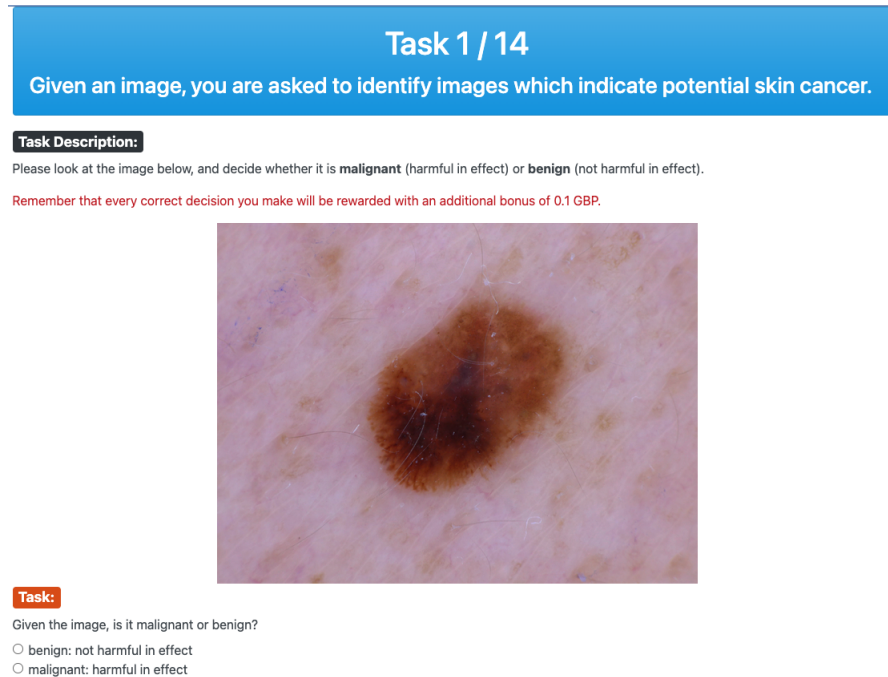 Task 1 / 14
Given an image, you are asked to identify images which indicate potential skin cancer.
Task Description:
Please look at the image below, and decide whether it is malignant (harmful in effect) or benign (not harmful in effect).
Remember that every correct decision you make will be rewarded with an additional bonus of 0.1 GBP.
Task:
Given the image, is it malignant or benign?
benign: not harmful in effect
malignant: harmful in effect